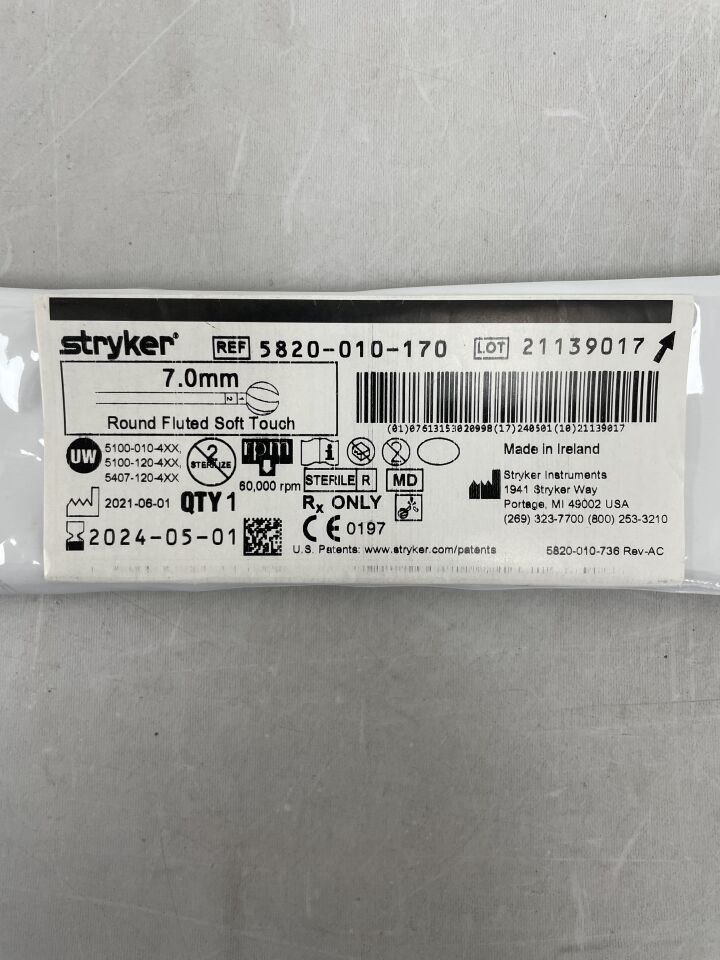 stryker® REF 5820-010-170 LOT 21139017
7.0mm
2 1
Round Fluted Soft Touch
(01)07613153020998(17)240501(10)21139017
UW 5100-010-4XX,
5100-120-4XX,
5407-120-4XX
2 STERILIZE
rpm
60,000 rpm
i
2
STERILE R
MD
Made in Ireland
Stryker Instruments
1941 Stryker Way
Portage, MI 49002 USA
(269) 323-7700 (800) 253-3210
2021-06-01 QTY 1
Rx ONLY
2024-05-01
CE 0197
U.S. Patents: www.stryker.com/patents
5820-010-736 Rev-AC